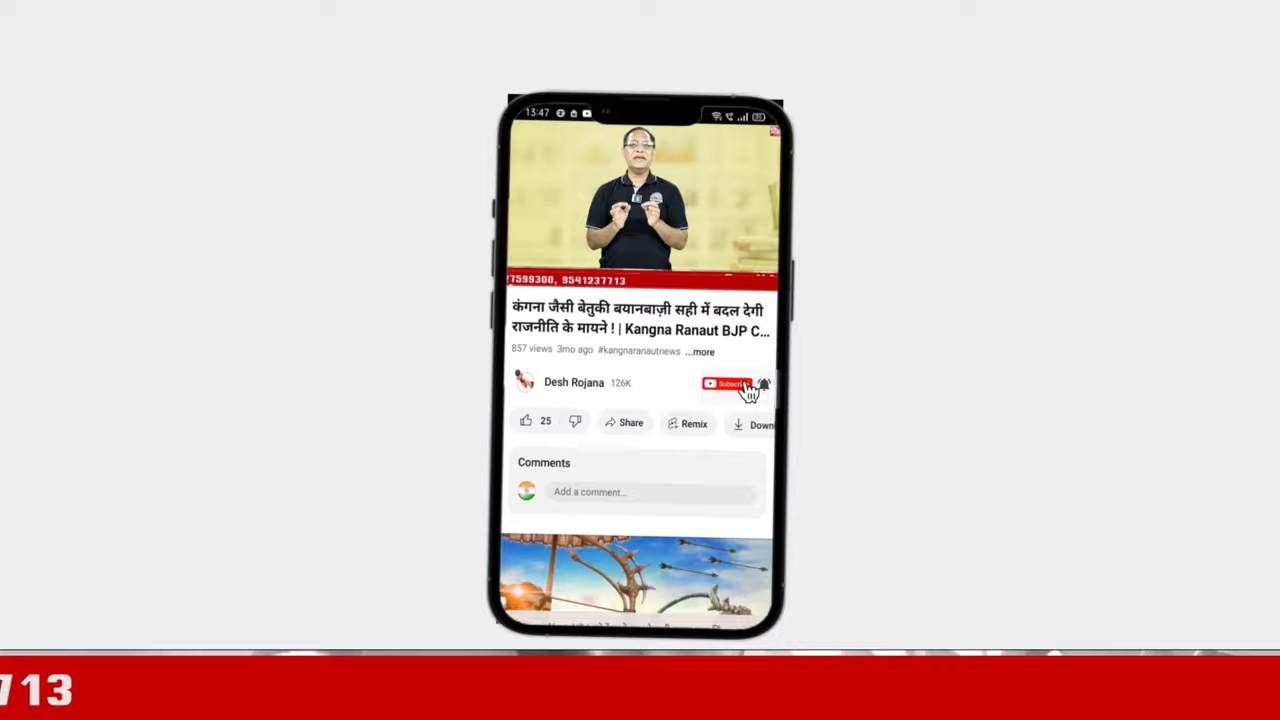 13:47
7599300, 9541237713
कंगना जैसी बेतुकी बयानबाज़ी सही में बदल देगी
राजनीति के मायने ! | Kangna Ranaut BJP C...
857 views 3mo ago #kangnaranautnews ...more
Desh Rojana 126K
25 Share Remix Down
Comments
Add a comment...
713